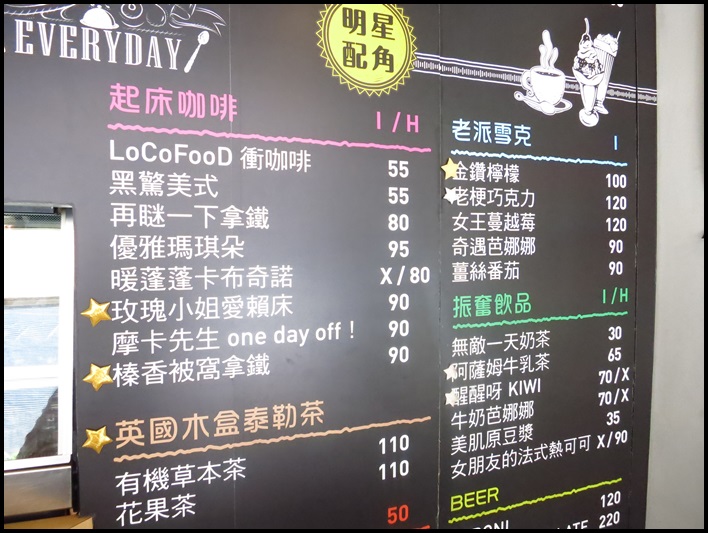 EVERYDAY
明星
配角
起床咖啡 I / H
LoCoFooD 衝咖啡 55
黑驚美式 55
再瞇一下拿鐵 80
優雅瑪琪朵 95
暖蓬蓬卡布奇諾 X / 80
玫瑰小姐愛賴床 90
摩卡先生 one day off ! 90
榛香被窩拿鐵 90
英國木盒泰勒茶
有機草本茶 110
花果茶 110
50
老派雪克 I
金鑽檸檬 100
老梗巧克力 120
女王蔓越莓 120
奇遇芭娜娜 90
薑絲番茄 90
振奮飲品 I / H
無敵一天奶茶 30
阿薩姆牛乳茶 65
醒醒呀 KIWI 70 / X
牛奶芭娜娜 70 / X
美肌原豆漿 35
女朋友的法式熱可可 X / 90
BEER
120
220